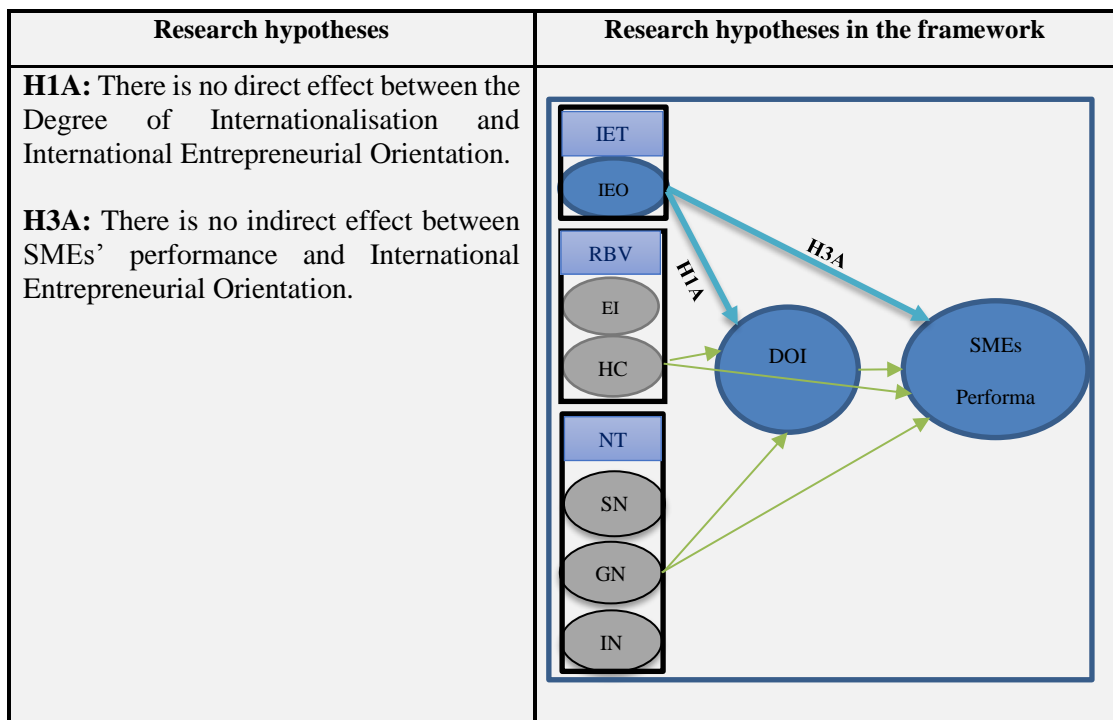 Research hypotheses
Research hypotheses in the framework
H1A: There is no direct effect between the
Degree of Internationalisation and
International Entrepreneurial Orientation.
H3A: There is no indirect effect between
SMEs’ performance and International
Entrepreneurial Orientation.
IET
IEO
RBV
EI
HC
NT
SN
GN
IN
H1A
H3A
DOI
SMEs
Performa